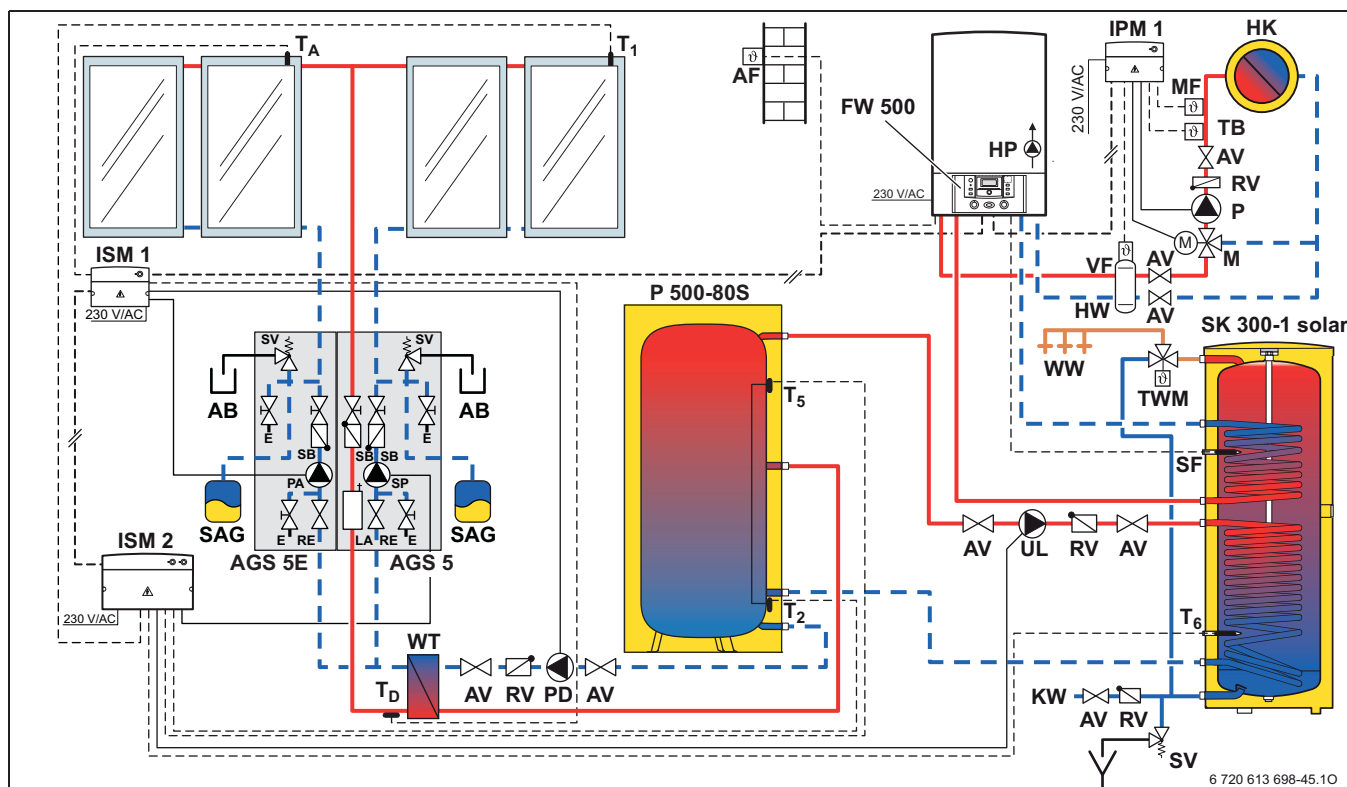 TA
T1
AF
FW 500
HP
230 V/AC
IPM 1
230 V/AC
HK
MF
TB
AV
RV
P
M
M
VF
HW
AV
AV
ISM 1
230 V/AC
P 500-80S
SK 300-1 solar
WW
TWM
SV
SV
AB
AB
E
E
SB
SB
SB
PA
SP
SAG
SAG
E
RE
LA
RE
E
AGS 5E
AGS 5
T5
SF
AV
UL
RV
AV
ISM 2
230 V/AC
T2
T6
WT
TD
AV
RV
PD
AV
KW
AV
RV
SV
6 720 613 698-45.1O